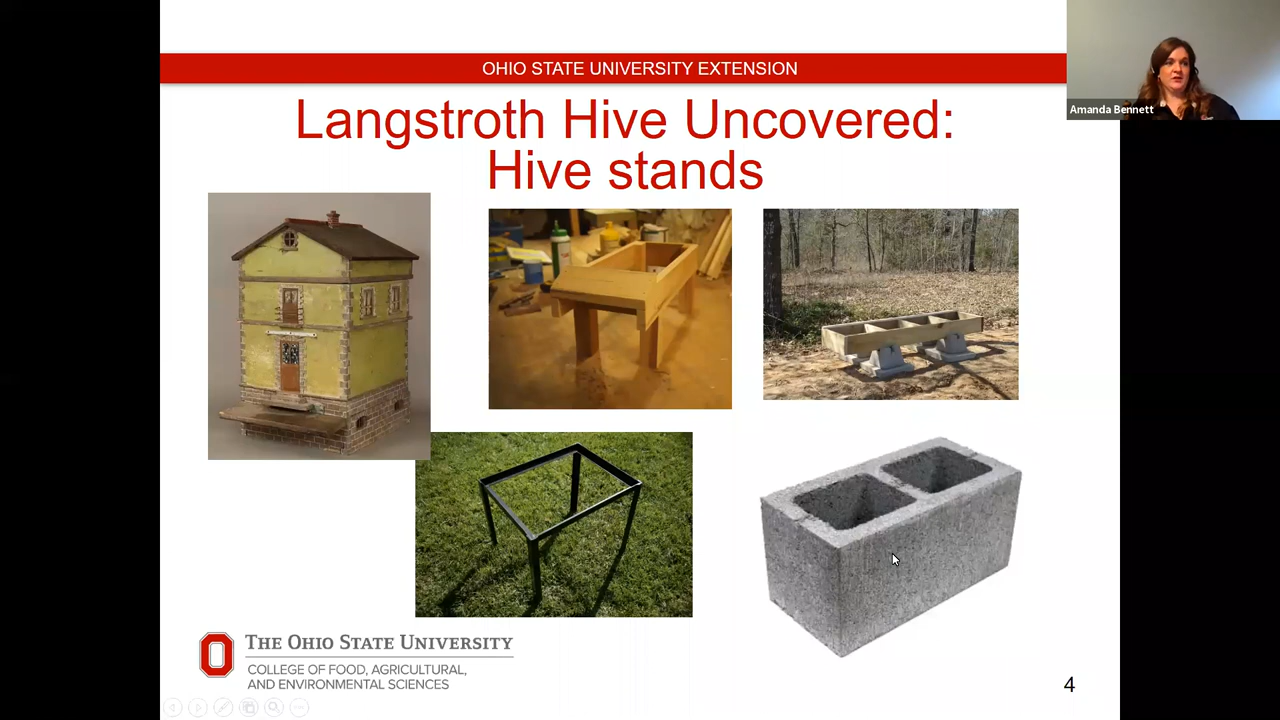 OHIO STATE UNIVERSITY EXTENSION
Amanda Bennett
Langstroth Hive Uncovered:
Hive stands
THE OHIO STATE UNIVERSITY
COLLEGE OF FOOD, AGRICULTURAL,
AND ENVIRONMENTAL SCIENCES
4